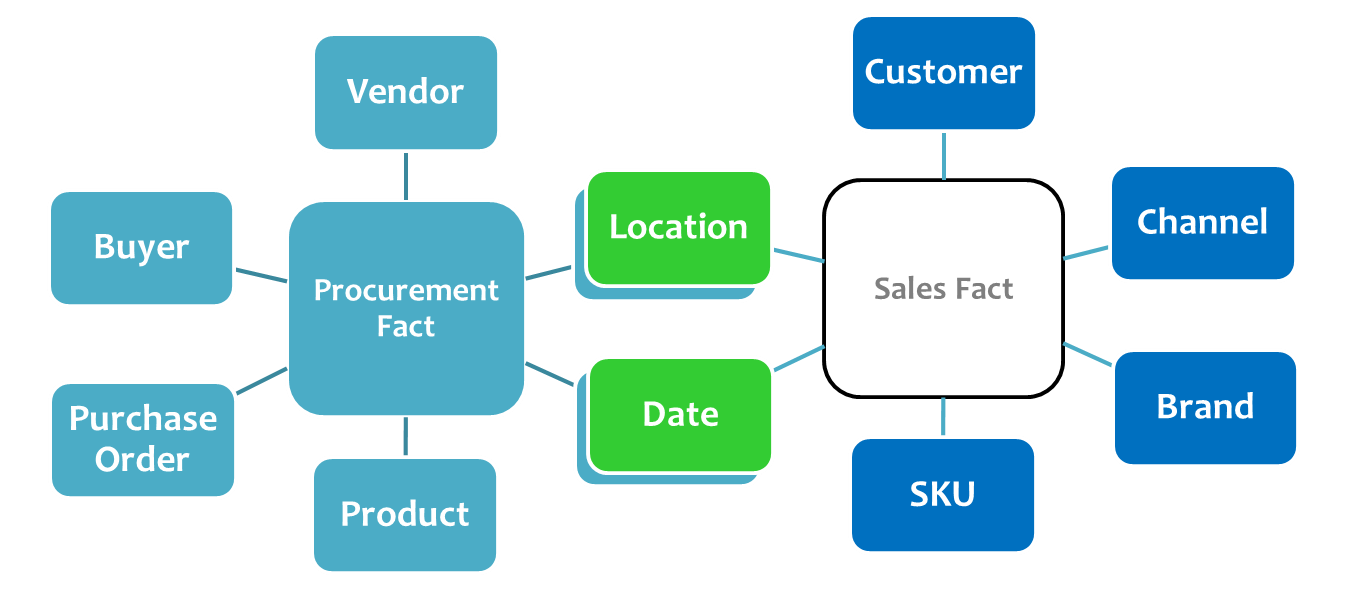 Customer
Vendor
Channel
Location
Buyer
Procurement
Fact
Sales Fact
Brand
Date
Purchase
Order
SKU
Product